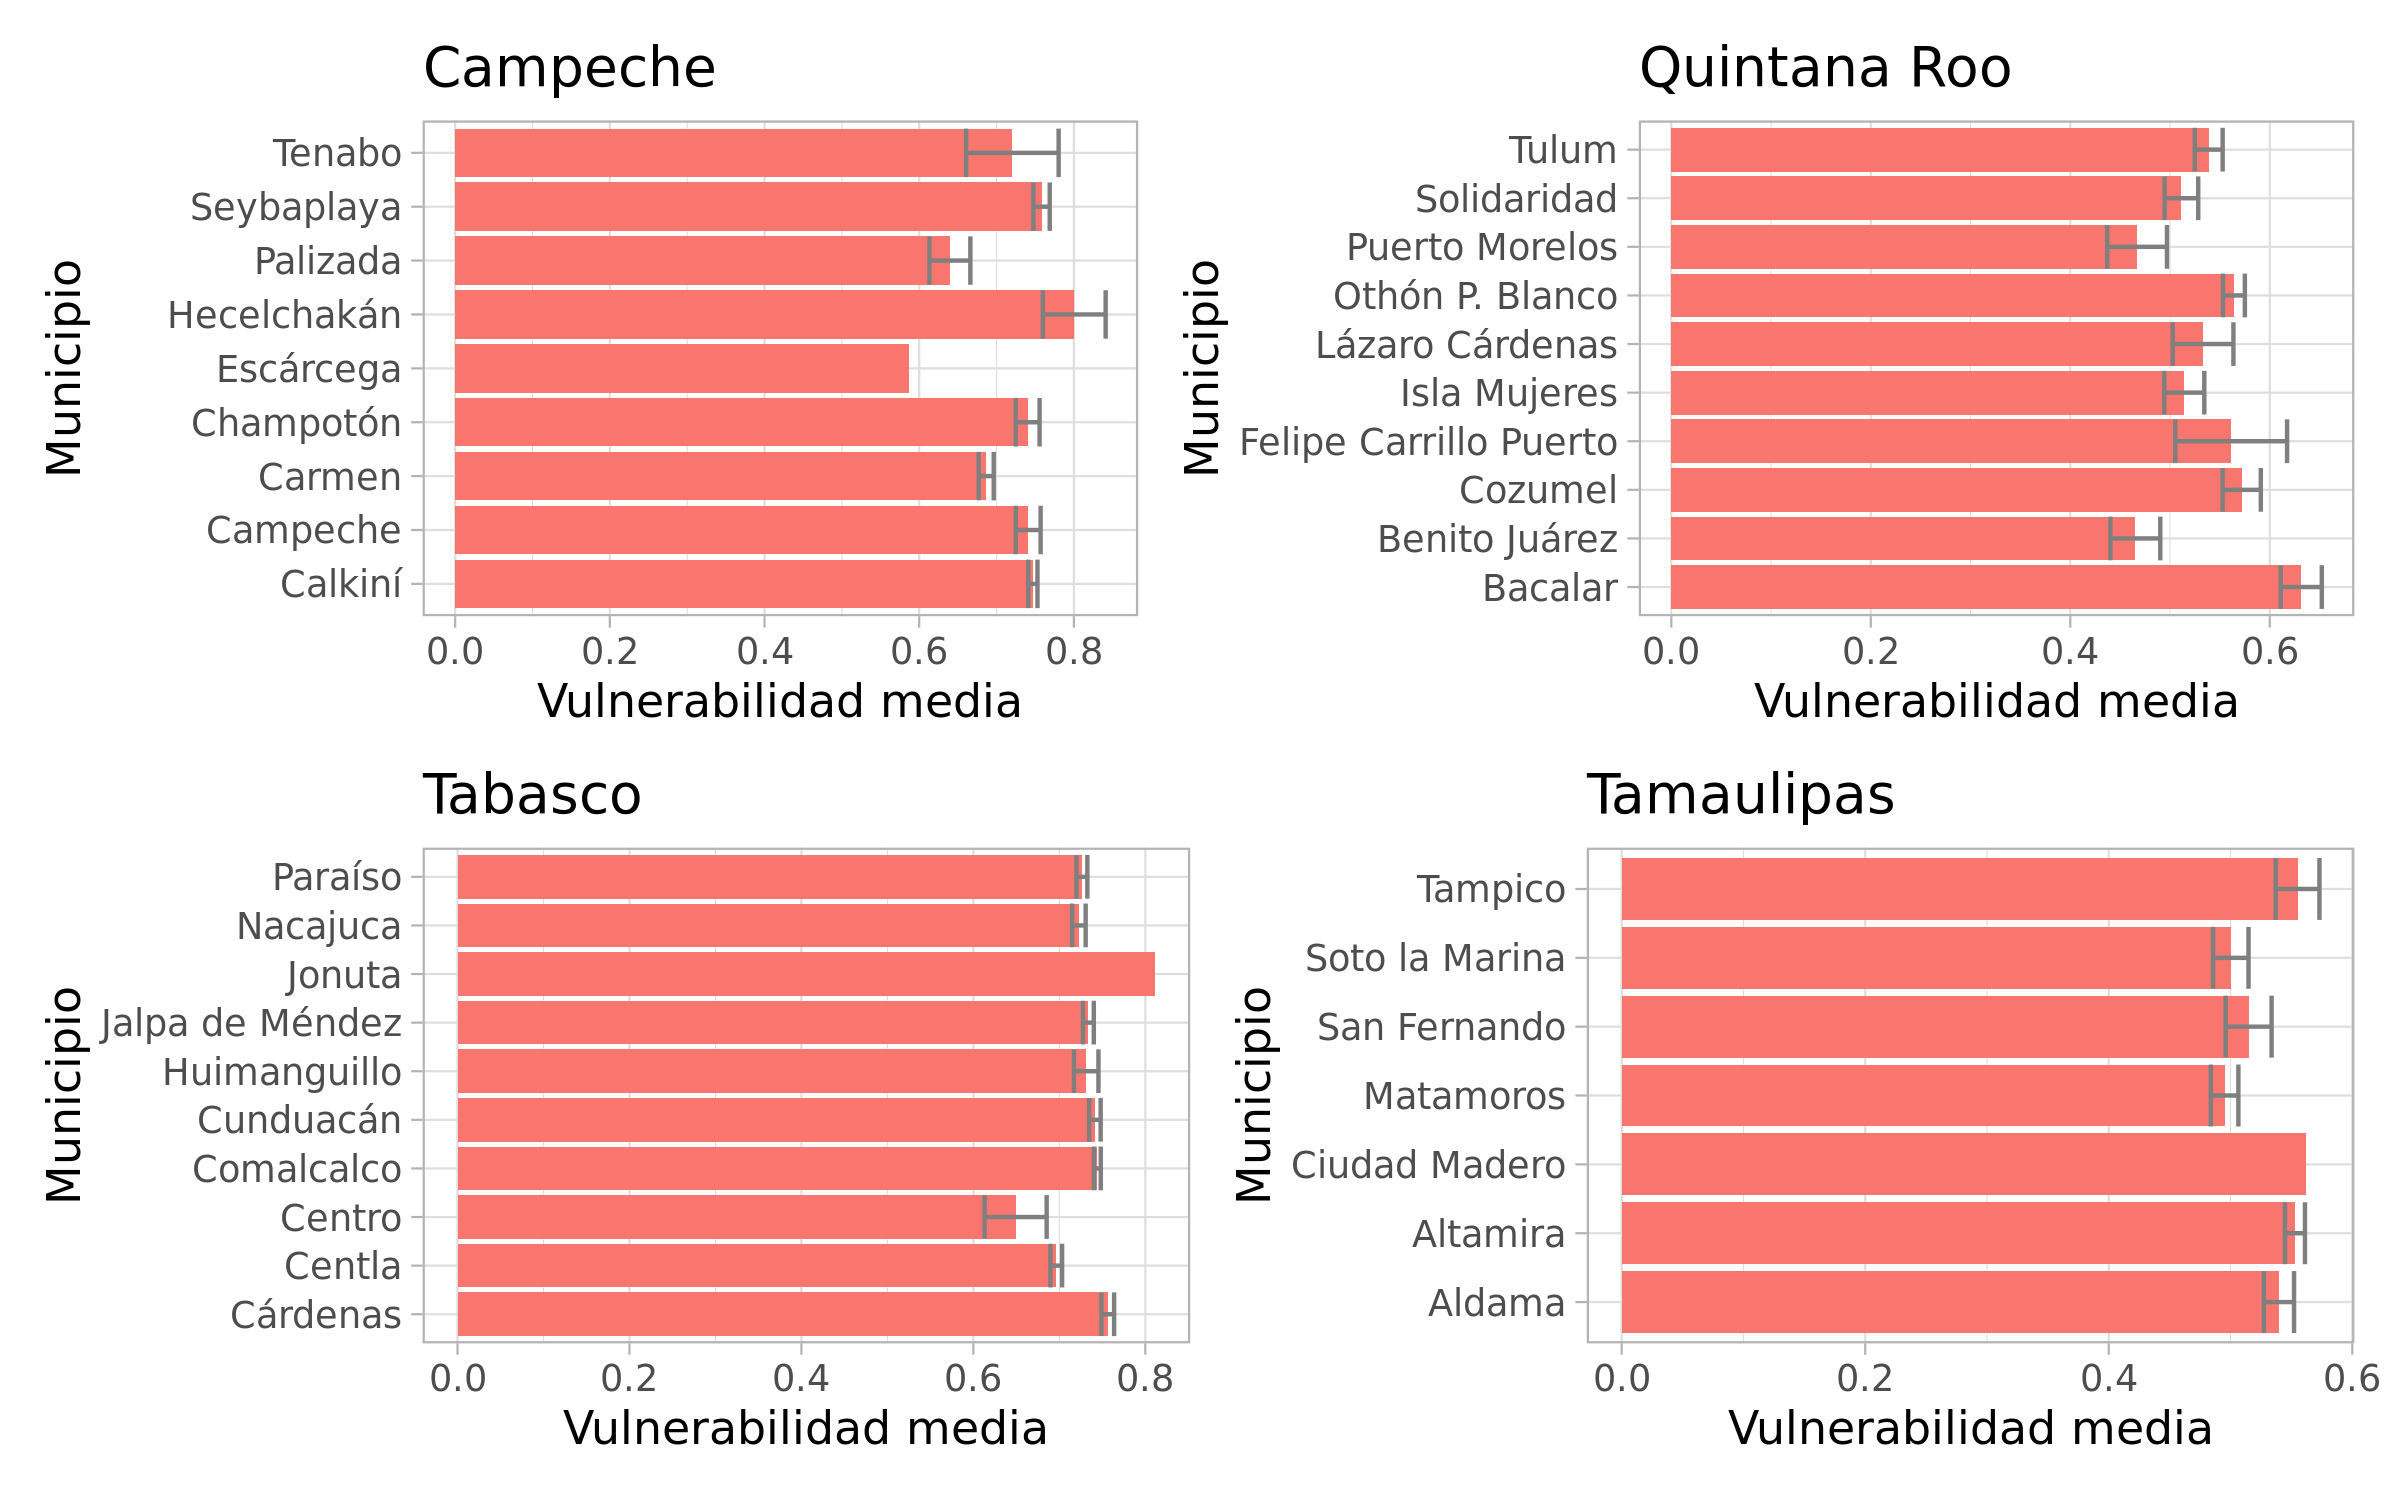 Campeche
Municipio
Tenabo
Seybaplaya
Palizada
Hecelchakán
Escárcega
Champotón
Carmen
Campeche
Calkiní
0.0 0.2 0.4 0.6 0.8
Vulnerabilidad media
Quintana Roo
Municipio
Tulum
Solidaridad
Puerto Morelos
Othón P. Blanco
Lázaro Cárdenas
Isla Mujeres
Felipe Carrillo Puerto
Cozumel
Benito Juárez
Bacalar
0.0 0.2 0.4 0.6
Vulnerabilidad media
Tabasco
Municipio
Paraíso
Nacajuca
Jonuta
Jalpa de Méndez
Huimanguillo
Cunduacán
Comalcalco
Centro
Centla
Cárdenas
0.0 0.2 0.4 0.6 0.8
Vulnerabilidad media
Tamaulipas
Municipio
Tampico
Soto la Marina
San Fernando
Matamoros
Ciudad Madero
Altamira
Aldama
0.0 0.2 0.4 0.6
Vulnerabilidad media